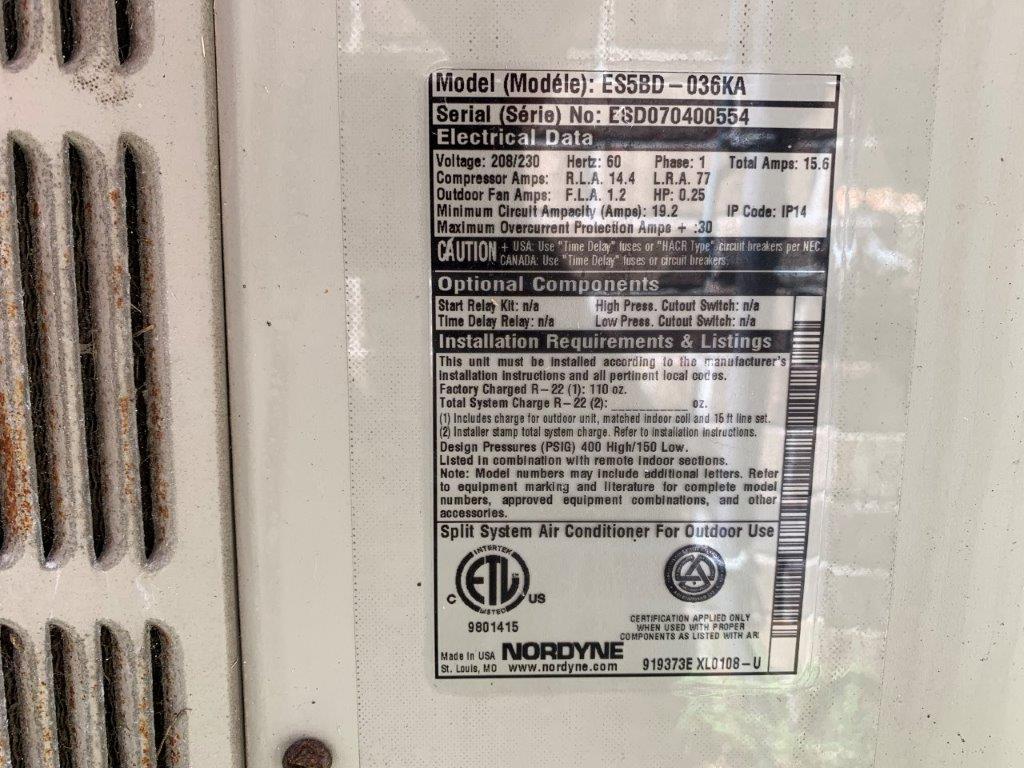 Model (Modéle): ES5BD-036KA
Serial (Série) No: ESD070400554
Electrical Data
Voltage: 208/230 Hertz: 60 Phase: 1 Total Amps: 15.6
Compressor Amps: R.L.A. 14.4 L.R.A. 77
Outdoor Fan Amps: F.L.A. 1.2 HP: 0.25
Minimum Circuit Ampacity (Amps): 19.2 IP Code: IP14
Maximum Overcurrent Protection Amps + :30
CAUTION + USA: Use "Time Delay" fuses or "HACR Type" circuit breakers per NEC.
CANADA: Use "Time Delay" fuses or circuit breakers.
Optional Components
Start Relay Kit: n/a High Press. Cutout Switch: n/a
Time Delay Relay: n/a Low Press. Cutout Switch: n/a
Installation Requirements & Listings
This unit must be installed according to the manufacturer's
installation instructions and all pertinent local codes.
Factory Charged R-22 (1): 110 oz.
Total System Charge R-22 (2): ____________ oz.
(1) Includes charge for outdoor unit, matched indoor coil and 15 ft line set.
(2) Installer stamp total system charge. Refer to installation instructions.
Design Pressures (PSIG) 400 High/150 Low.
Listed in combination with remote indoor sections.
Note: Model numbers may include additional letters. Refer
to equipment marking and literature for complete model
numbers, approved equipment combinations, and other
accessories.
Split System Air Conditioner For Outdoor Use
INTERTEK
C ETL US
LISTED
9801415
CERTIFICATION APPLIED ONLY
WHEN USED WITH PROPER
COMPONENTS AS LISTED WITH ARI
Made in USA NORDYNE
St. Louis, MO www.nordyne.com 919373E XL0108-U